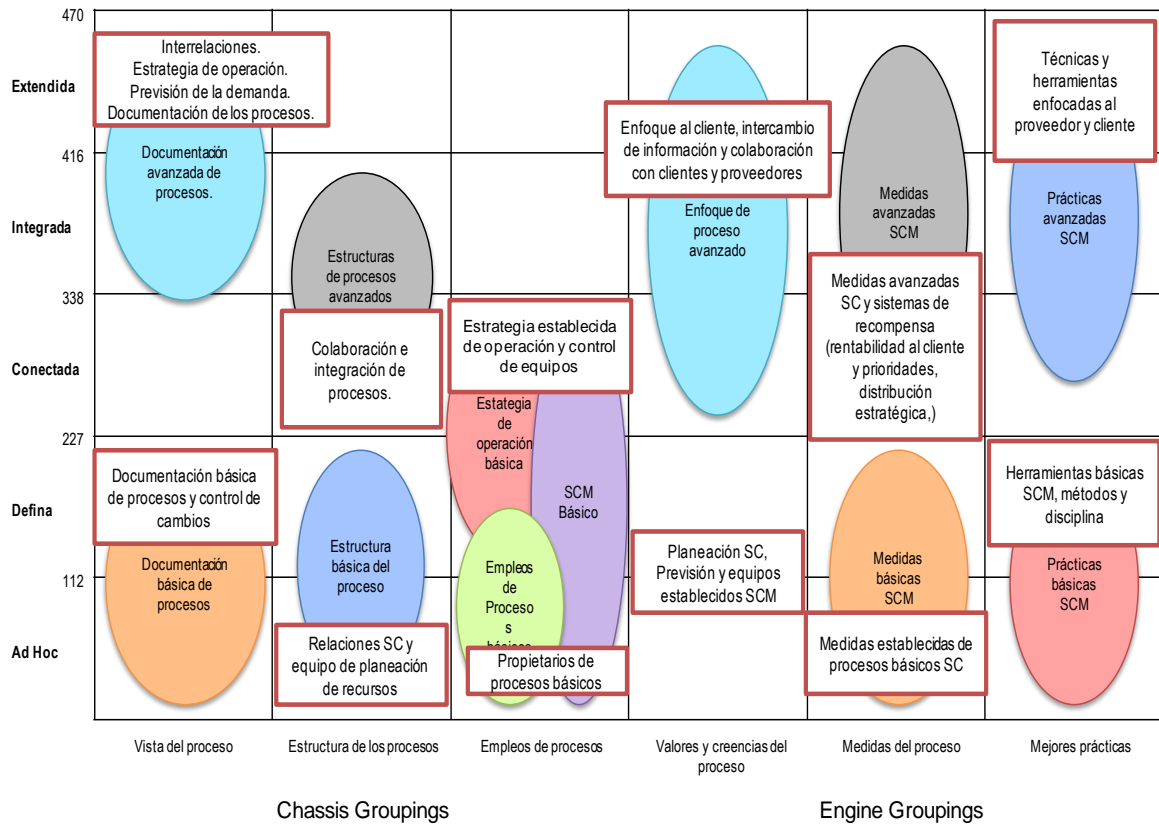 470
Extendida
416
Integrada
338
Conectada
227
Defina
112
Ad Hoc
Interrelaciones.
Estrategia de operación.
Previsión de la demanda.
Documentación de los procesos.
Documentación
avanzada de
procesos.
Documentación básica
de procesos y control de
cambios
Documentación
básica de
procesos
Estructuras
de procesos
avanzados
Colaboración e
integración de
procesos.
Estructura
básica del
proceso
Relaciones SC y
equipo de planeación
de recursos
Estrategia establecida
de operación y control
de equipos
Estategia
de
operación
básica
SCM
Básico
Empleos
de
Proceso
s
básicos
Propietarios de
procesos básicos
Enfoque al cliente, intercambio
de información y colaboración
con clientes y proveedores
Enfoque de
proceso
avanzado
Planeación SC,
Previsión y equipos
establecidos SCM
Medidas
avanzadas
SCM
Medidas avanzadas
SC y sistemas de
recompensa
(rentabilidad al cliente
y prioridades,
distribución
estratégica,)
Medidas
básicas
SCM
Medidas establecidas de
procesos básicos SC
Técnicas y
herramientas
enfocadas al
proveedor y cliente
Prácticas
avanzadas
SCM
Herramientas básicas
SCM, métodos y
disciplina
Prácticas
básicas
SCM
Vista del proceso
Estructura de los procesos
Empleos de procesos
Valores y creencias del
proceso
Medidas del proceso
Mejores prácticas
Chassis Groupings
Engine Groupings